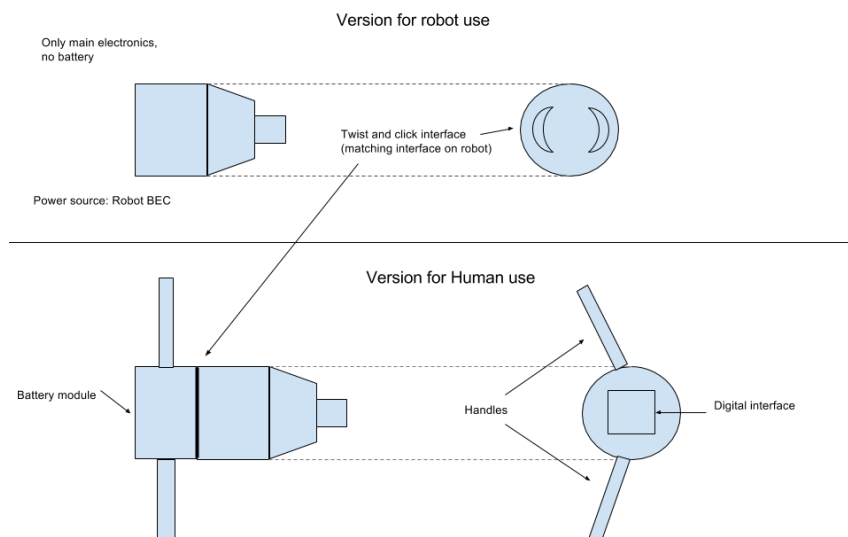 Version for robot use
Only main electronics,
no battery
Twist and click interface
(matching interface on robot)
Power source: Robot BEC
Version for Human use
Battery module
Handles
Digital interface